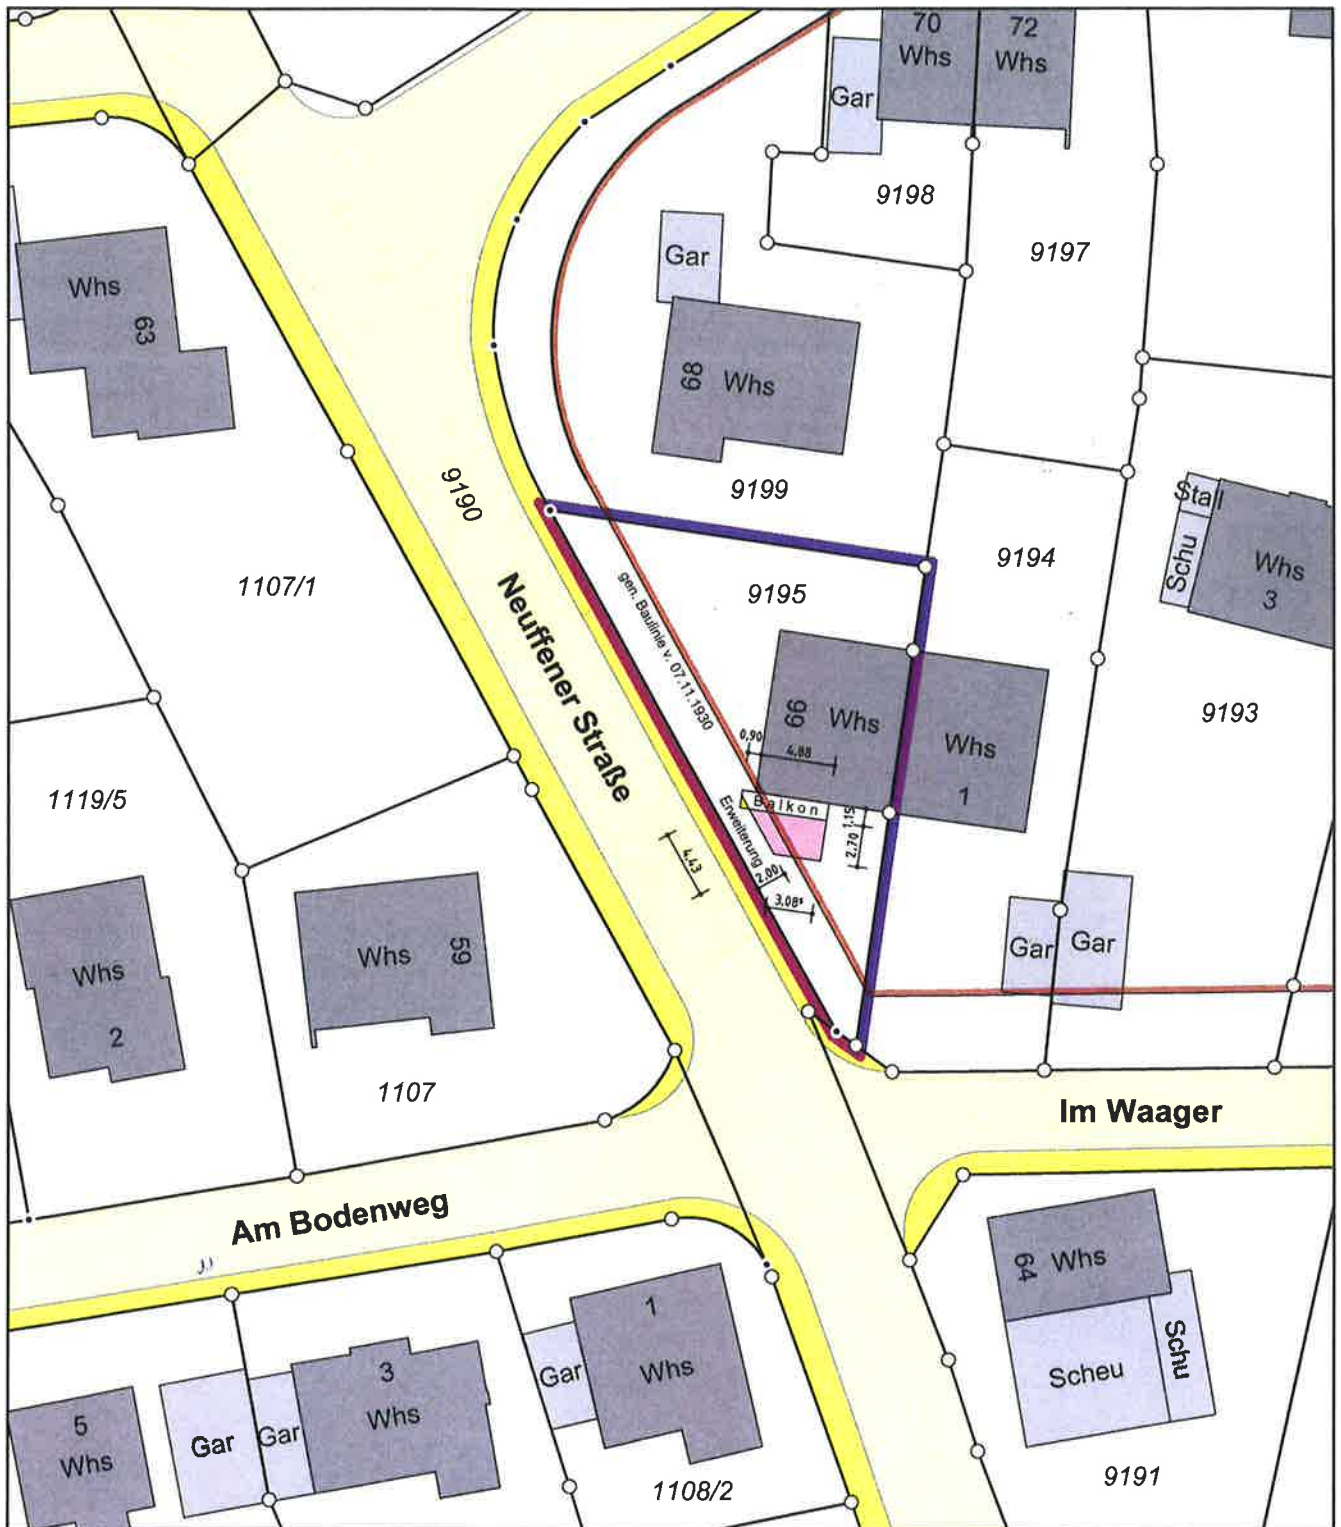 70
Whs
72
Whs
Gar
9198
9197
Gar
Whs
63
68
Whs
9199
9190
Stall
Schu
Whs
3
9194
1107/1
9195
Neuffener Straße
gen. Baulinie v. 07.11.1930
66
Whs
Whs
1
9193
0,90
4.88
1119/5
Balkon
Erweiterung
1.15
2.70
4.43
2.00
3.08⁵
Whs
59
Whs
2
Gar
Gar
1107
Im Waager
Am Bodenweg
64
Whs
1
Whs
Gar
Scheu
Schu
3
Whs
Gar
Gar
5
Whs
1108/2
9191